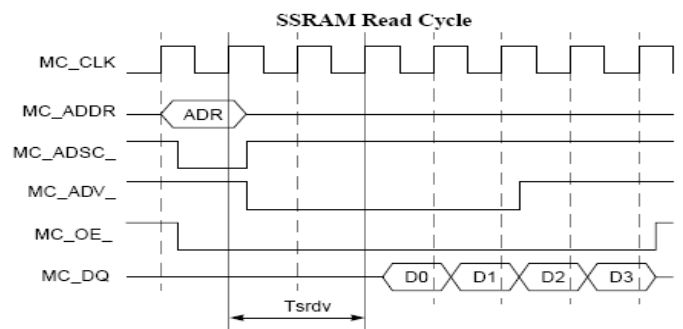 SSRAM Read Cycle
MC_CLK
MC_ADDR
ADR
MC_ADSC_
MC_ADV_
MC_OE_
MC_DQ
D0 D1 D2 D3
Tsrdv